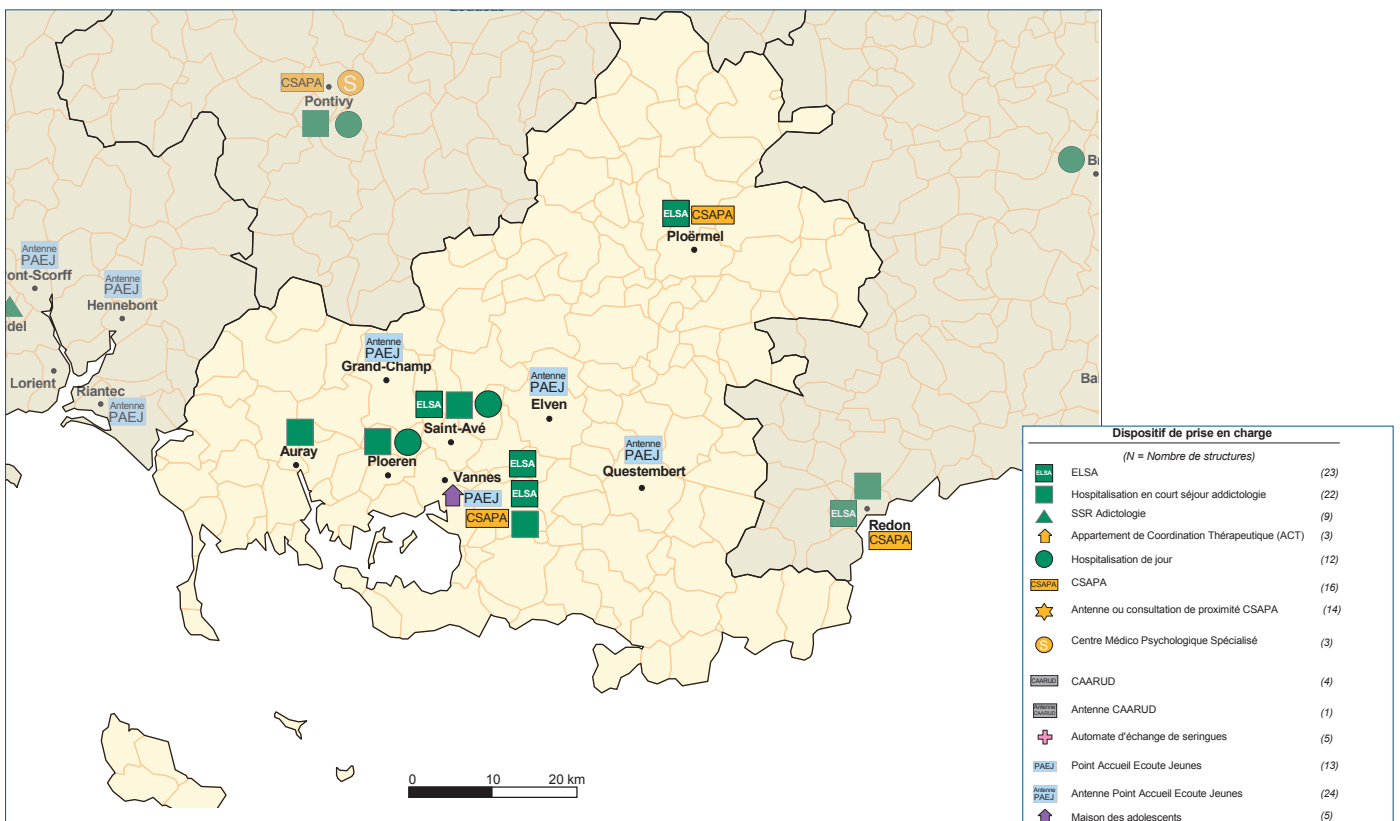 CSAPA
S
Pontivy
ELSA
CSAPA
Ploërmel
Antenne
PAEJ
ont-Scorff
Antenne
PAEJ
Hennebont
del
Lorient
Riantec
Antenne
PAEJ
Antenne
PAEJ
Grand-Champ
Antenne
PAEJ
Elven
ELSA
Saint-Avé
Auray
Ploeren
Antenne
PAEJ
Questembert
ELSA
Vannes
PAEJ
ELSA
CSAPA
ELSA
Redon
CSAPA
Ba
0 10 20 km
Dispositif de prise en charge
(N = Nombre de structures)
ELSA ELSA (23)
Hospitalisation en court séjour addictologie (22)
SSR Adictologie (9)
Appartement de Coordination Thérapeutique (ACT) (3)
Hospitalisation de jour (12)
CSAPA CSAPA (16)
Antenne ou consultation de proximité CSAPA (14)
S Centre Médico Psychologique Spécialisé (3)
CAARUD CAARUD (4)
Antenne
CAARUD Antenne CAARUD (1)
Automate d'échange de seringues (5)
PAEJ Point Accueil Ecoute Jeunes (13)
Antenne
PAEJ Antenne Point Accueil Ecoute Jeunes (24)
Maison des adolescents (5)